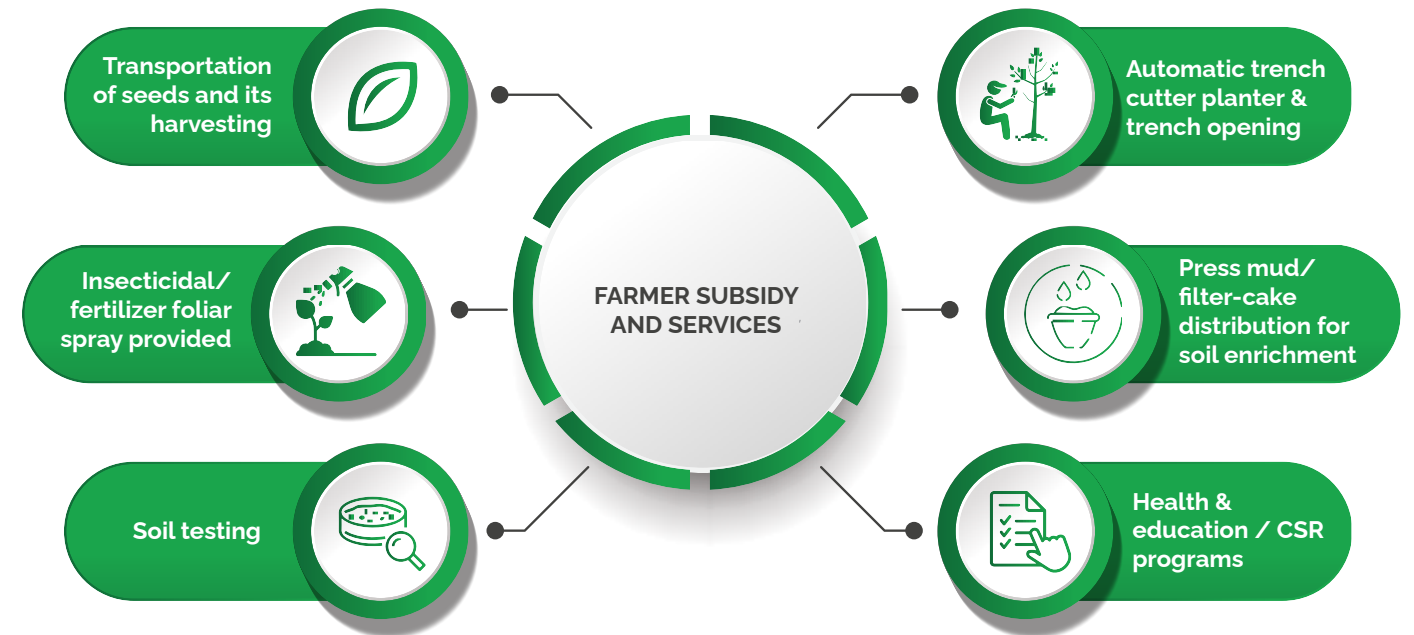 Transportation
of seeds and its
harvesting
Automatic trench
cutter planter &
trench opening
Insecticidal/
fertilizer foliar
spray provided
FARMER SUBSIDY
AND SERVICES
Press mud/
filter-cake
distribution for
soil enrichment
Soil testing
Health &
education / CSR
programs